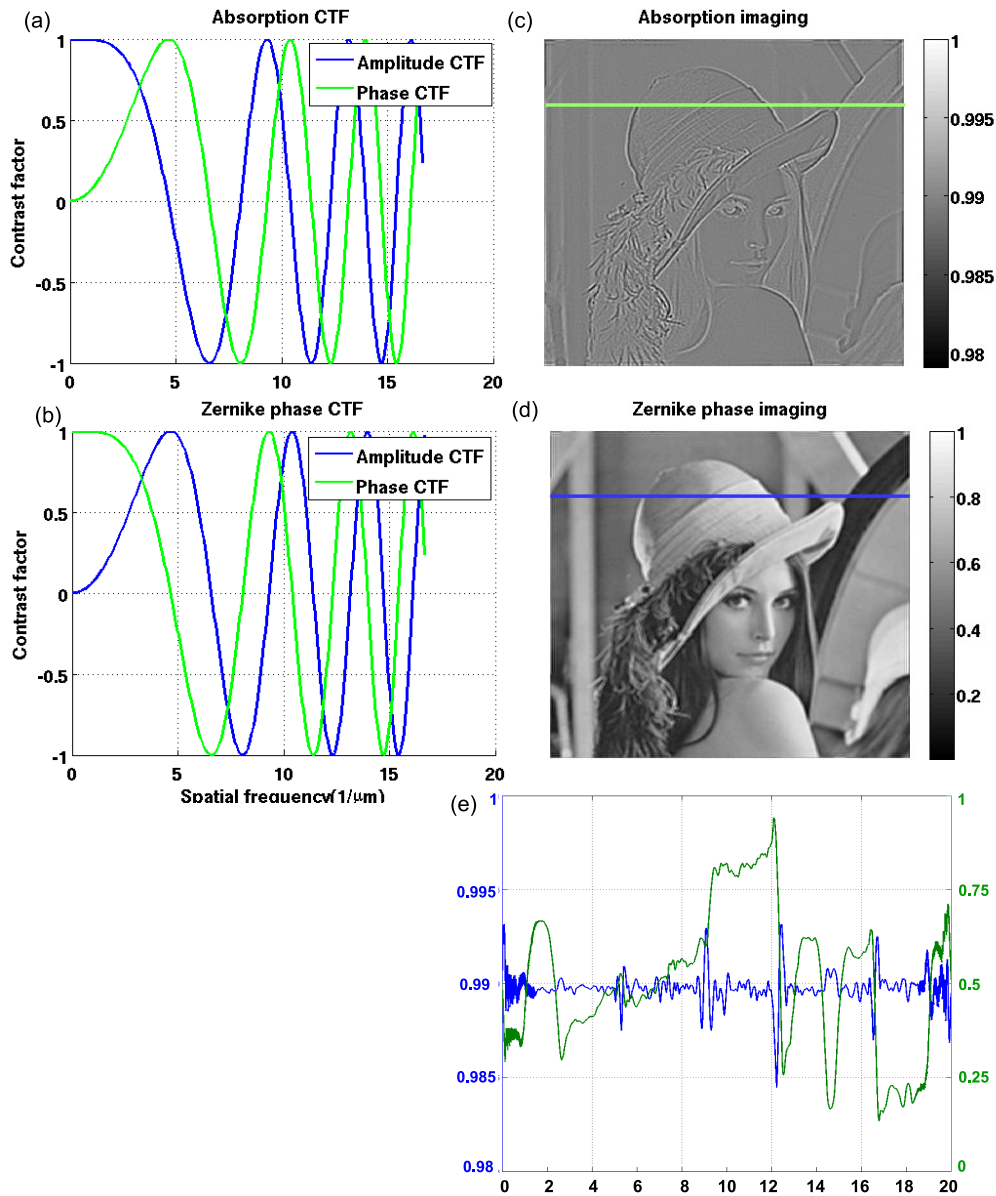 (a)
Absorption CTF
1
0.5
0
-0.5
-1
0
5
10
15
20
Contrast factor
Amplitude CTF
Phase CTF
(c)
Absorption imaging
1
0.995
0.99
0.985
0.98
(b)
Zernike phase CTF
1
0.5
0
-0.5
-1
0
5
10
15
20
Contrast factor
Spatial frequency(1/μm)
Amplitude CTF
Phase CTF
(d)
Zernike phase imaging
1
0.8
0.6
0.4
0.2
(e)
1
0.995
0.99
0.985
0.98
1
0.75
0.5
0.25
0
0 2 4 6 8 10 12 14 16 18 20